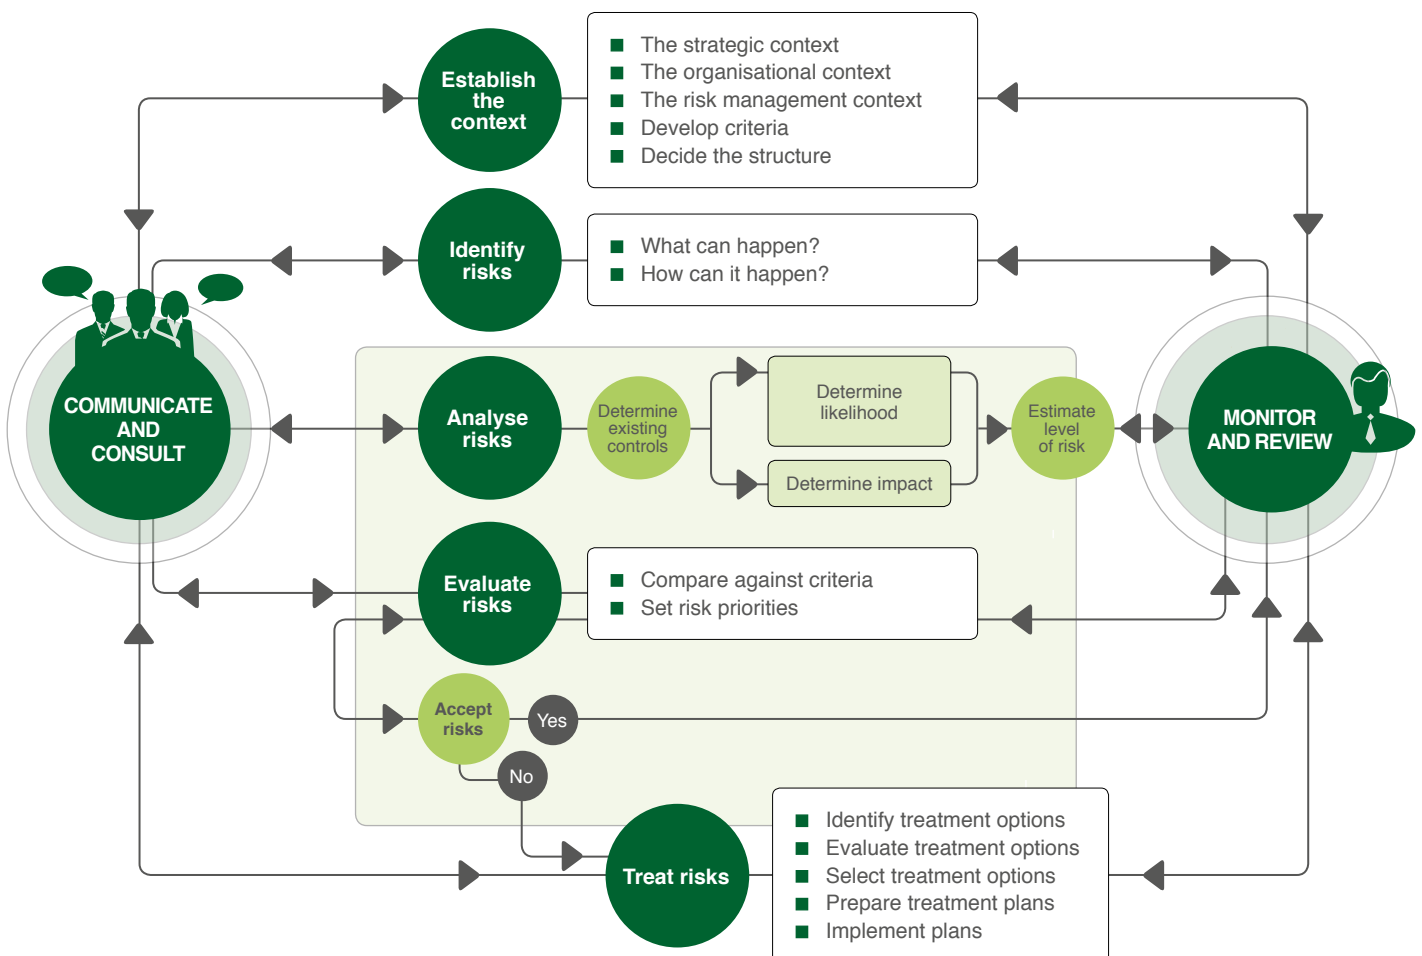 Establish
the
context
The strategic context
The organisational context
The risk management context
Develop criteria
Decide the structure
Identify
risks
What can happen?
How can it happen?
COMMUNICATE
AND
CONSULT
Analyse
risks
Determine
existing
controls
Determine
likelihood
Determine impact
Estimate
level
of risk
MONITOR
AND REVIEW
Evaluate
risks
Compare against criteria
Set risk priorities
Accept
risks
Yes
No
Treat risks
Identify treatment options
Evaluate treatment options
Select treatment options
Prepare treatment plans
Implement plans